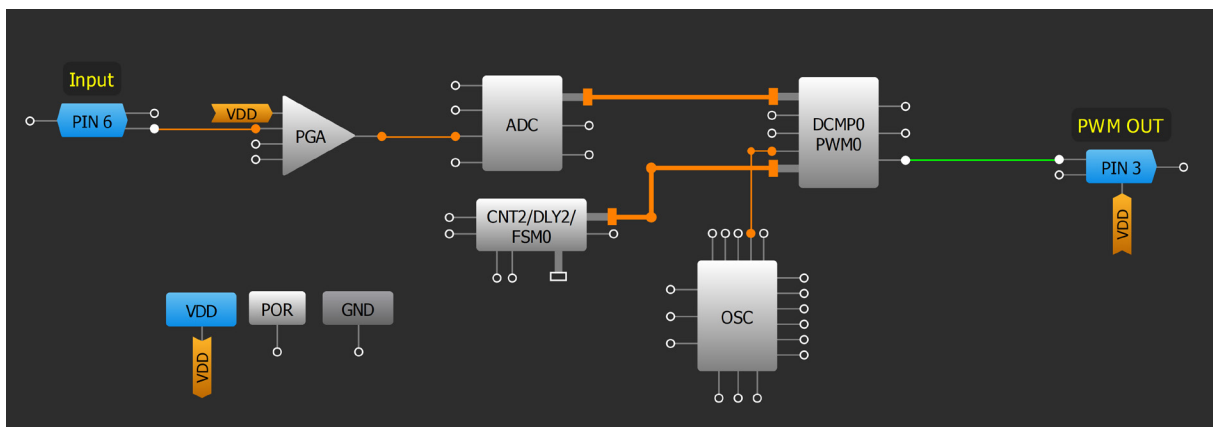 Input
PIN 6
VDD
PGA
ADC
DCMP0
PWM0
PWM OUT
PIN 3
VDD
CNT2/DLY2/
FSM0
OSC
VDD
POR
GND
VDD